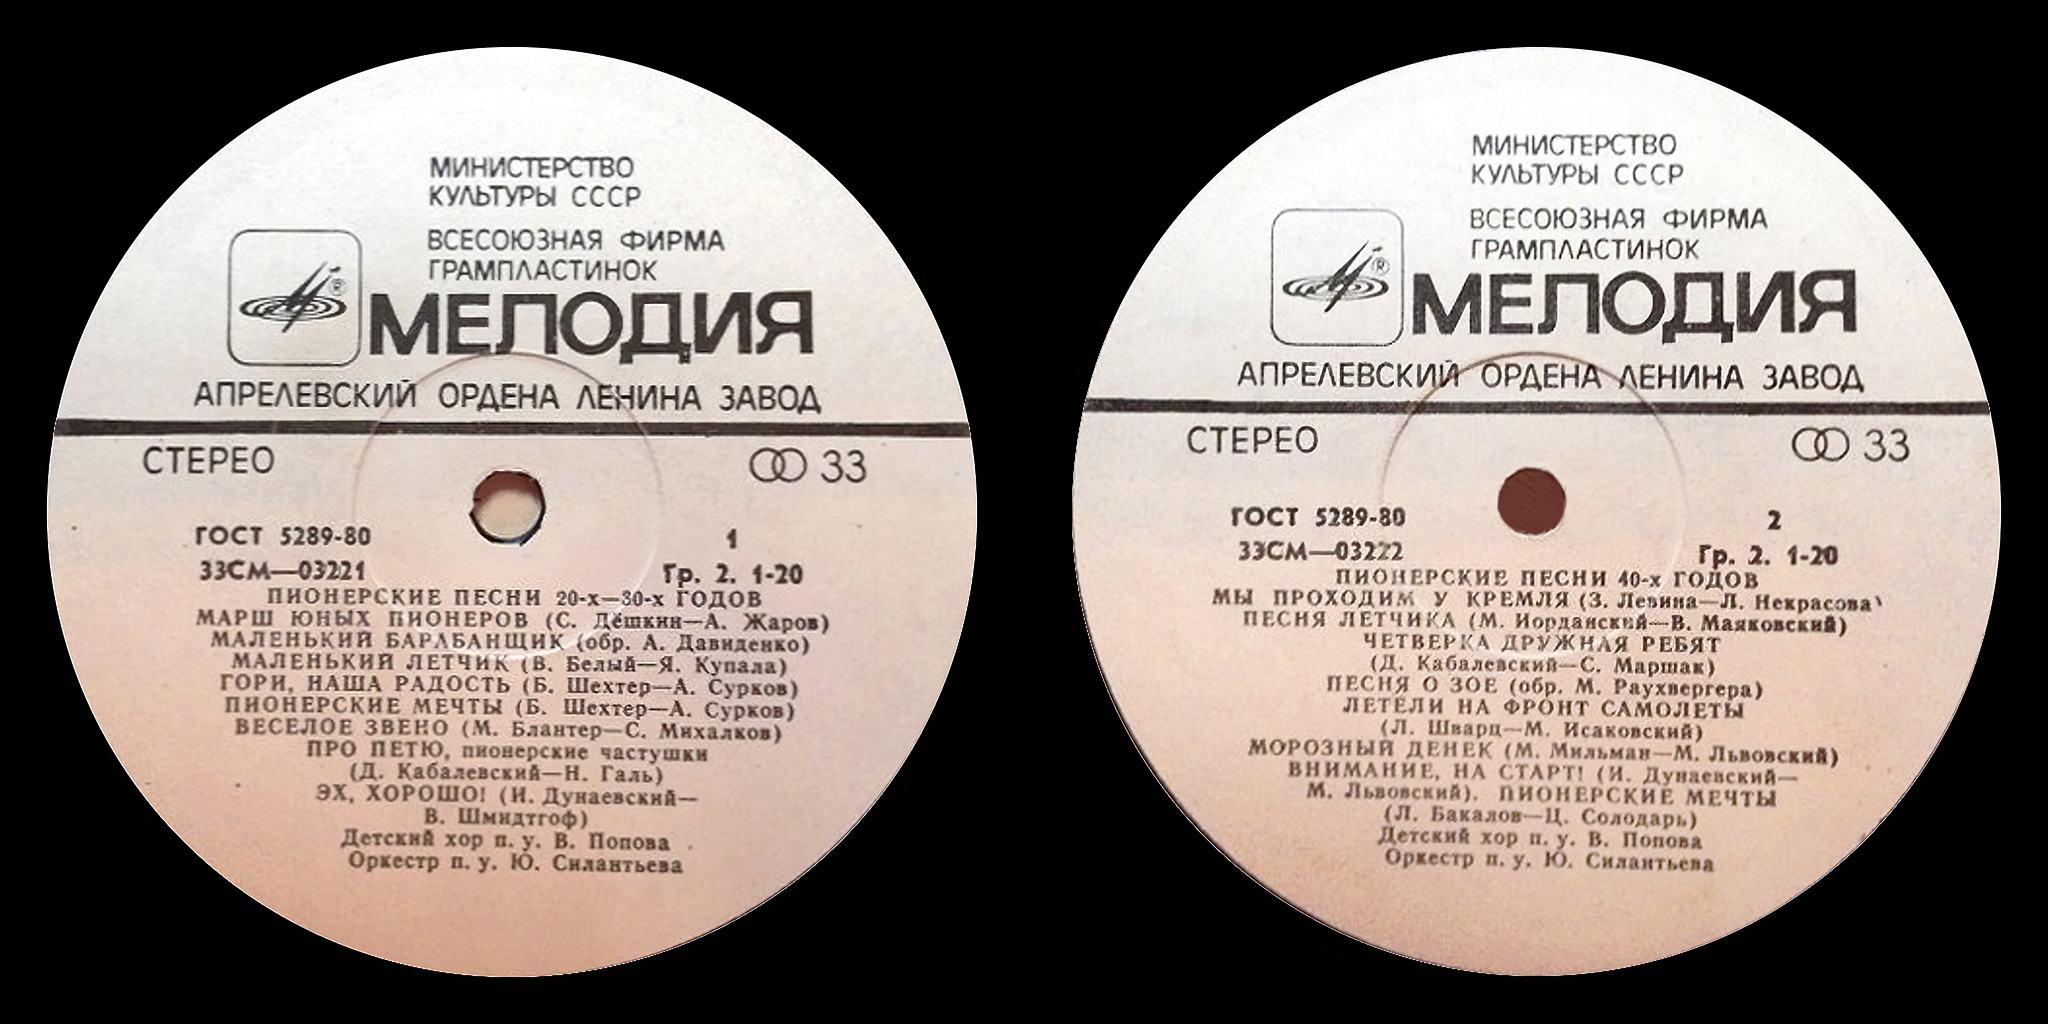 МИНИСТЕРСТВО
КУЛЬТУРЫ СССР
ВСЕСОЮЗНАЯ ФИРМА
ГРАМПЛАСТИНОК
®
МЕЛОДИЯ
АПРЕЛЕВСКИЙ ОРДЕНА ЛЕНИНА ЗАВОД
СТЕРЕО 33
ГОСТ 5289-80 1
33СМ—03221 Гр. 2. 1-20
ПИОНЕРСКИЕ ПЕСНИ 20-х—30-х ГОДОВ
МАРШ ЮНЫХ ПИОНЕРОВ (С. Дёшкин—А. Жаров)
МАЛЕНЬКИЙ БАРАБАНЩИК (обр. А. Давиденко)
МАЛЕНЬКИЙ ЛЕТЧИК (В. Белый—Я. Купала)
ГОРИ, НАША РАДОСТЬ (Б. Шехтер—А. Сурков)
ПИОНЕРСКИЕ МЕЧТЫ (Б. Шехтер—А. Сурков)
ВЕСЕЛОЕ ЗВЕНО (М. Блантер—С. Михалков)
ПРО ПЕТЮ, пионерские частушки
(Д. Кабалевский—Н. Галь)
ЭХ, ХОРОШО! (И. Дунаевский—
В. Шмидтгоф)
Детский хор п. у. В. Попова
Оркестр п. у. Ю. Силантьева
МИНИСТЕРСТВО
КУЛЬТУРЫ СССР
ВСЕСОЮЗНАЯ ФИРМА
ГРАМПЛАСТИНОК
®
МЕЛОДИЯ
АПРЕЛЕВСКИЙ ОРДЕНА ЛЕНИНА ЗАВОД
СТЕРЕО 33
ГОСТ 5289-80 2
33СМ—03222 Гр. 2. 1-20
ПИОНЕРСКИЕ ПЕСНИ 40-х ГОДОВ
МЫ ПРОХОДИМ У КРЕМЛЯ (З. Левина—Л. Некрасова)
ПЕСНЯ ЛЕТЧИКА (М. Иорданский—В. Маяковский)
ЧЕТВЕРКА ДРУЖНАЯ РЕБЯТ
(Д. Кабалевский—С. Маршак)
ПЕСНЯ О ЗОЕ (обр. М. Раухвергера)
ЛЕТЕЛИ НА ФРОНТ САМОЛЕТЫ
(Л. Шварц—М. Исаковский)
МОРОЗНЫЙ ДЕНЕК (М. Мильман—М. Львовский)
ВНИМАНИЕ, НА СТАРТ! (И. Дунаевский—
М. Львовский). ПИОНЕРСКИЕ МЕЧТЫ
(Л. Бакалов—Ц. Солодарь)
Детский хор п. у. В. Попова
Оркестр п. у. Ю. Силантьева